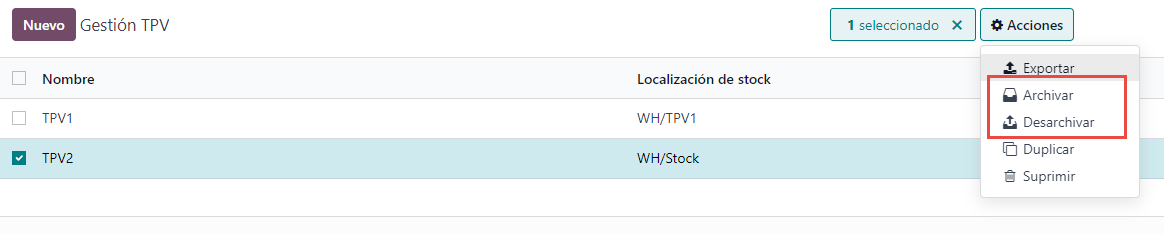 Nuevo Gestión TPV 1 seleccionado × Acciones
Exportar
Nombre Localización de stock
Archivar
TPV1 WH/TPV1
Desarchivar
Duplicar
TPV2 WH/Stock
Suprimir